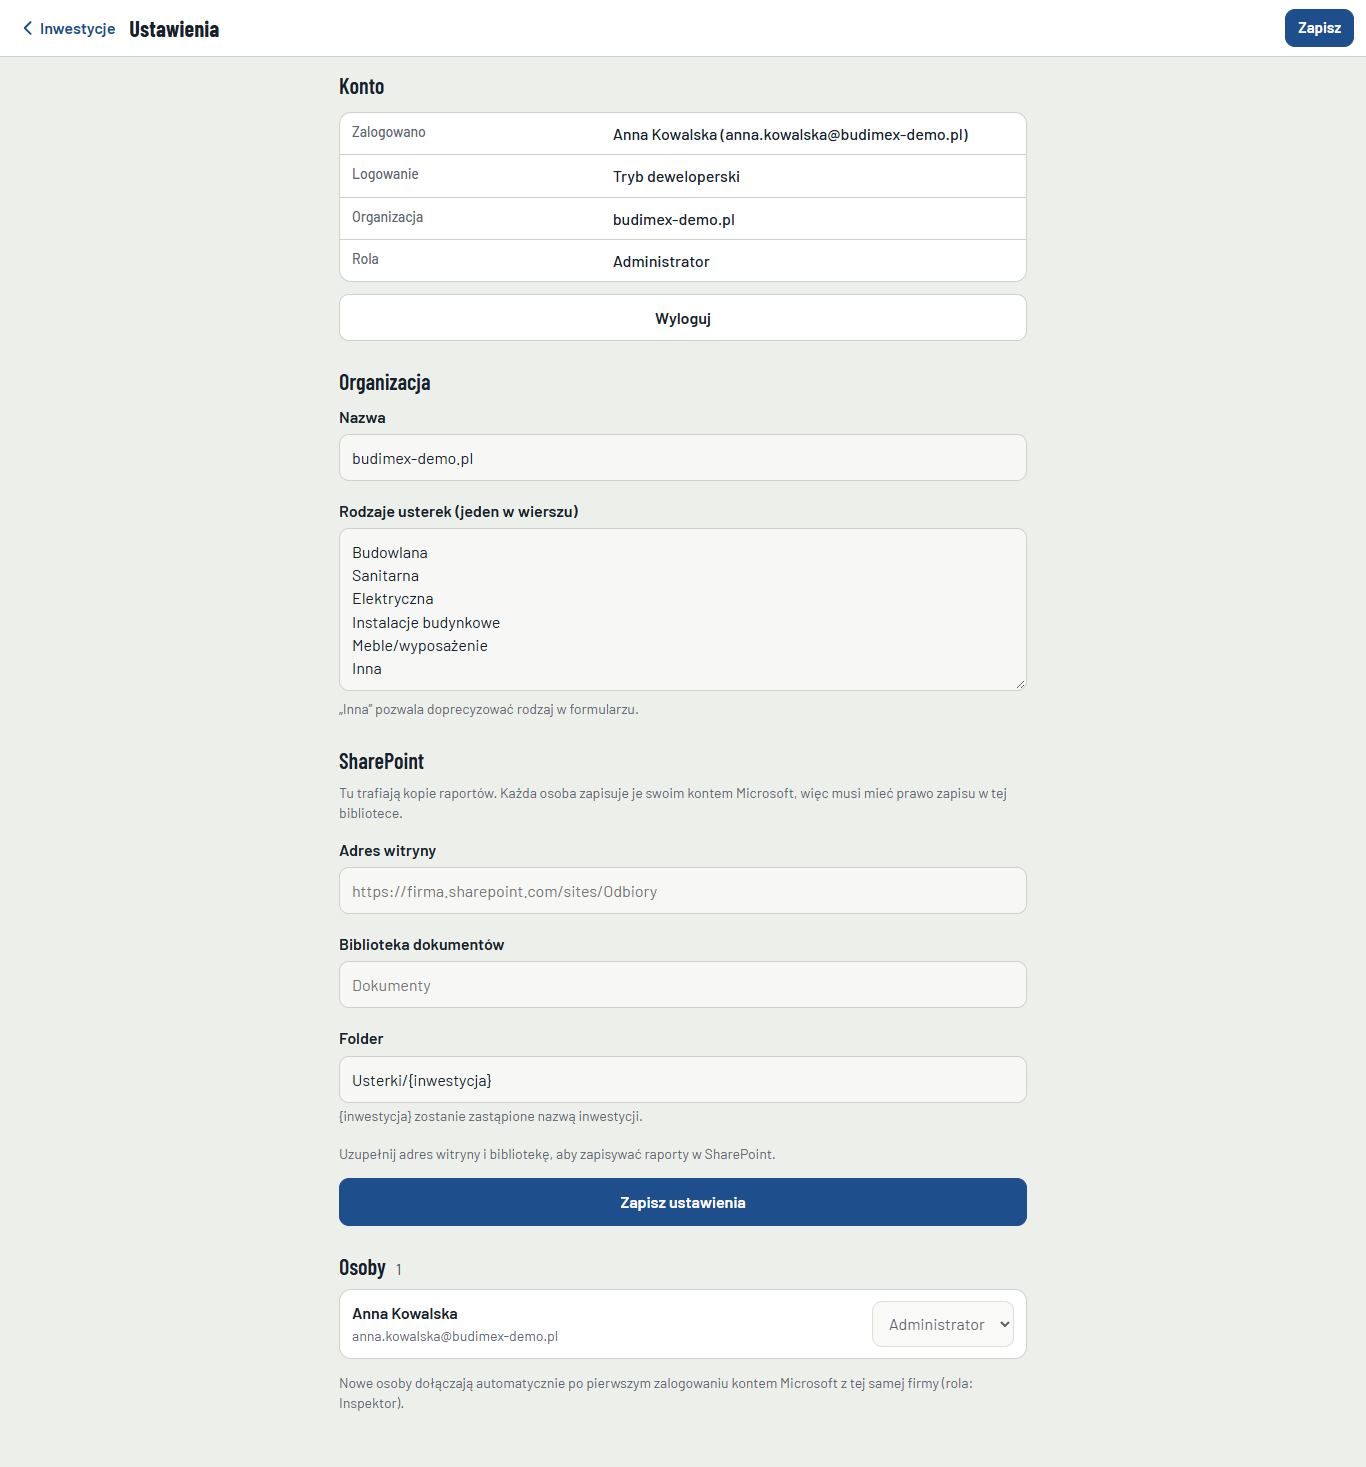 Inwestycje Ustawienia Zapisz
Konto
Zalogowano Anna Kowalska (anna.kowalska@budimex-demo.pl)
Logowanie Tryb deweloperski
Organizacja budimex-demo.pl
Rola Administrator
Wyloguj
Organizacja
Nazwa
budimex-demo.pl
Rodzaje usterek (jeden w wierszu)
Budowlana
Sanitarna
Elektryczna
Instalacje budynkowe
Meble/wyposażenie
Inna
„Inna” pozwala doprecyzować rodzaj w formularzu.
SharePoint
Tu trafiają kopie raportów. Każda osoba zapisuje je swoim kontem Microsoft, więc musi mieć prawo zapisu w tej
bibliotece.
Adres witryny
https://firma.sharepoint.com/sites/Odbiory
Biblioteka dokumentów
Dokumenty
Folder
Usterki/{inwestycja}
{inwestycja} zostanie zastąpione nazwą inwestycji.
Uzupełnij adres witryny i bibliotekę, aby zapisywać raporty w SharePoint.
Zapisz ustawienia
Osoby 1
Anna Kowalska
anna.kowalska@budimex-demo.pl
Administrator
Nowe osoby dołączają automatycznie po pierwszym zalogowaniu kontem Microsoft z tej samej firmy (rola:
Inspektor).